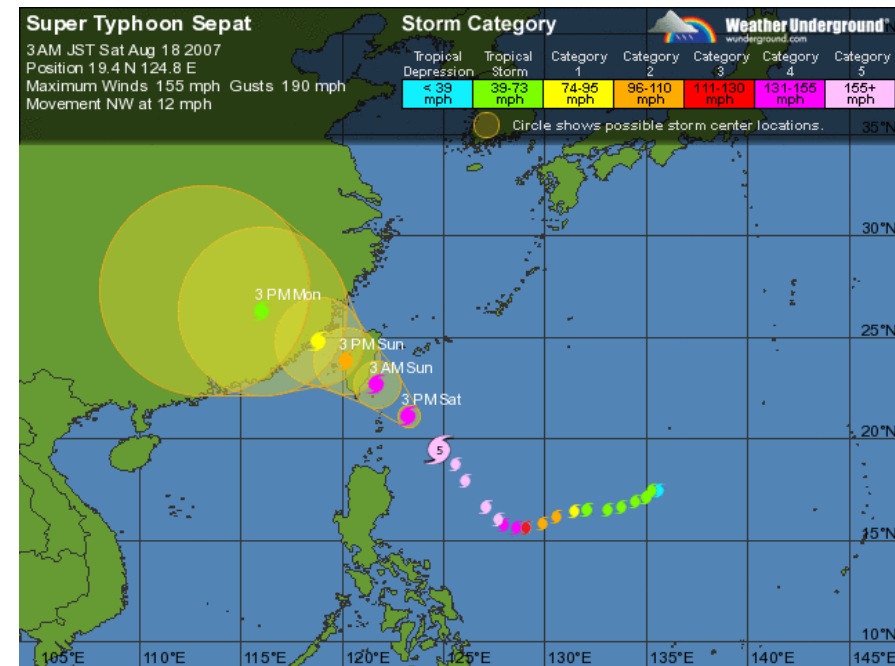 Super Typhoon Sepat
3AM JST Sat Aug 18 2007
Position 19.4 N 124.8 E
Maximum Winds 155 mph Gusts 190 mph
Movement NW at 12 mph
Storm Category
Weather Underground®
wunderground.com
Tropical Depression
Tropical Storm
Category 1
Category 2
Category 3
Category 4
Category 5
< 39 mph
39-73 mph
74-95 mph
96-110 mph
111-130 mph
131-155 mph
155+ mph
Circle shows possible storm center locations.
35°N
30°N
3 PM Mon
25°N
3 PM Sun
3 AM Sun
3 PM Sat
20°N
5
15°N
10°N
105°E
110°E
115°E
120°E
125°E
130°E
135°E
140°E
145°E